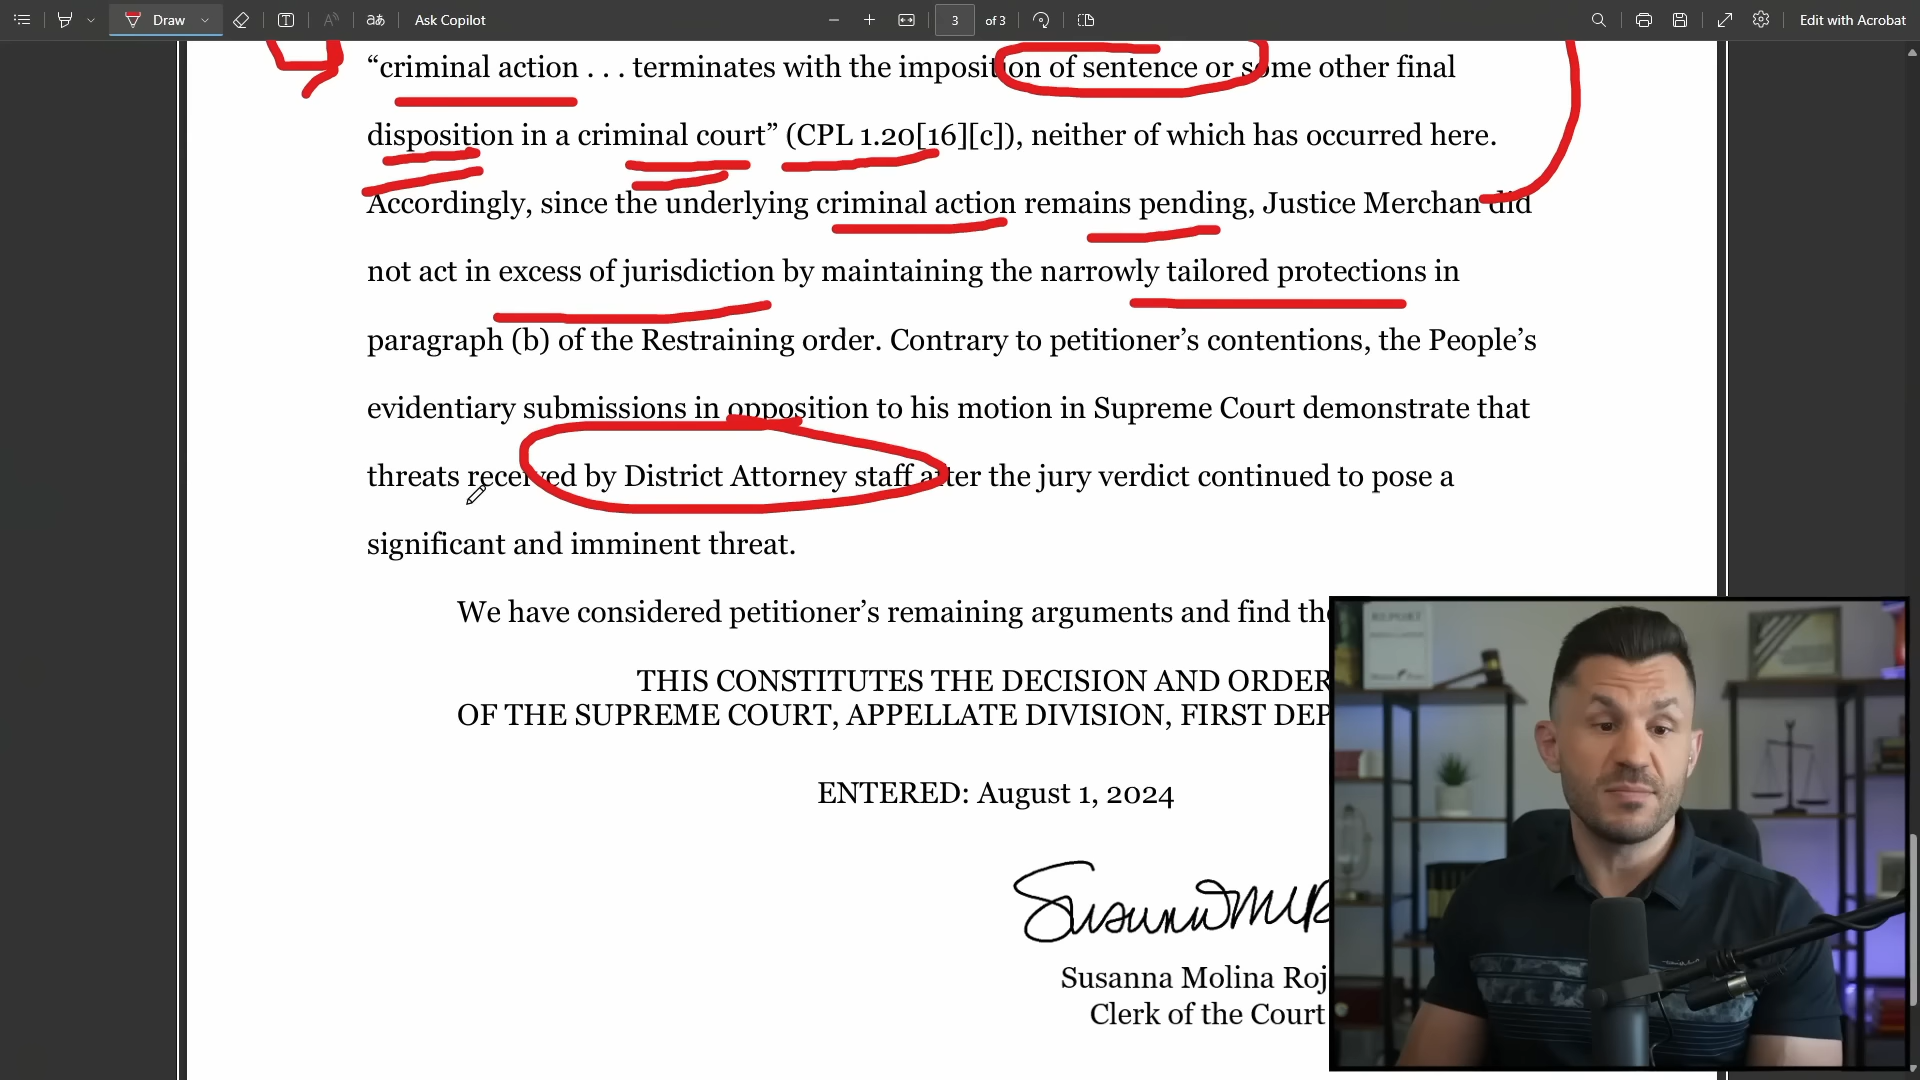 Draw
aあ
Ask Copilot
3
of 3
Edit with Acrobat
“criminal action . . . terminates with the imposition of sentence or some other final
disposition in a criminal court” (CPL 1.20[16][c]), neither of which has occurred here.
Accordingly, since the underlying criminal action remains pending, Justice Merchan did
not act in excess of jurisdiction by maintaining the narrowly tailored protections in
paragraph (b) of the Restraining order. Contrary to petitioner’s contentions, the People’s
evidentiary submissions in opposition to his motion in Supreme Court demonstrate that
threats received by District Attorney staff after the jury verdict continued to pose a
significant and imminent threat.
We have considered petitioner’s remaining arguments and find the
THIS CONSTITUTES THE DECISION AND ORDER
OF THE SUPREME COURT, APPELLATE DIVISION, FIRST DEP
ENTERED: August 1, 2024
Susanna Molina Roj
Clerk of the Court
REPORT